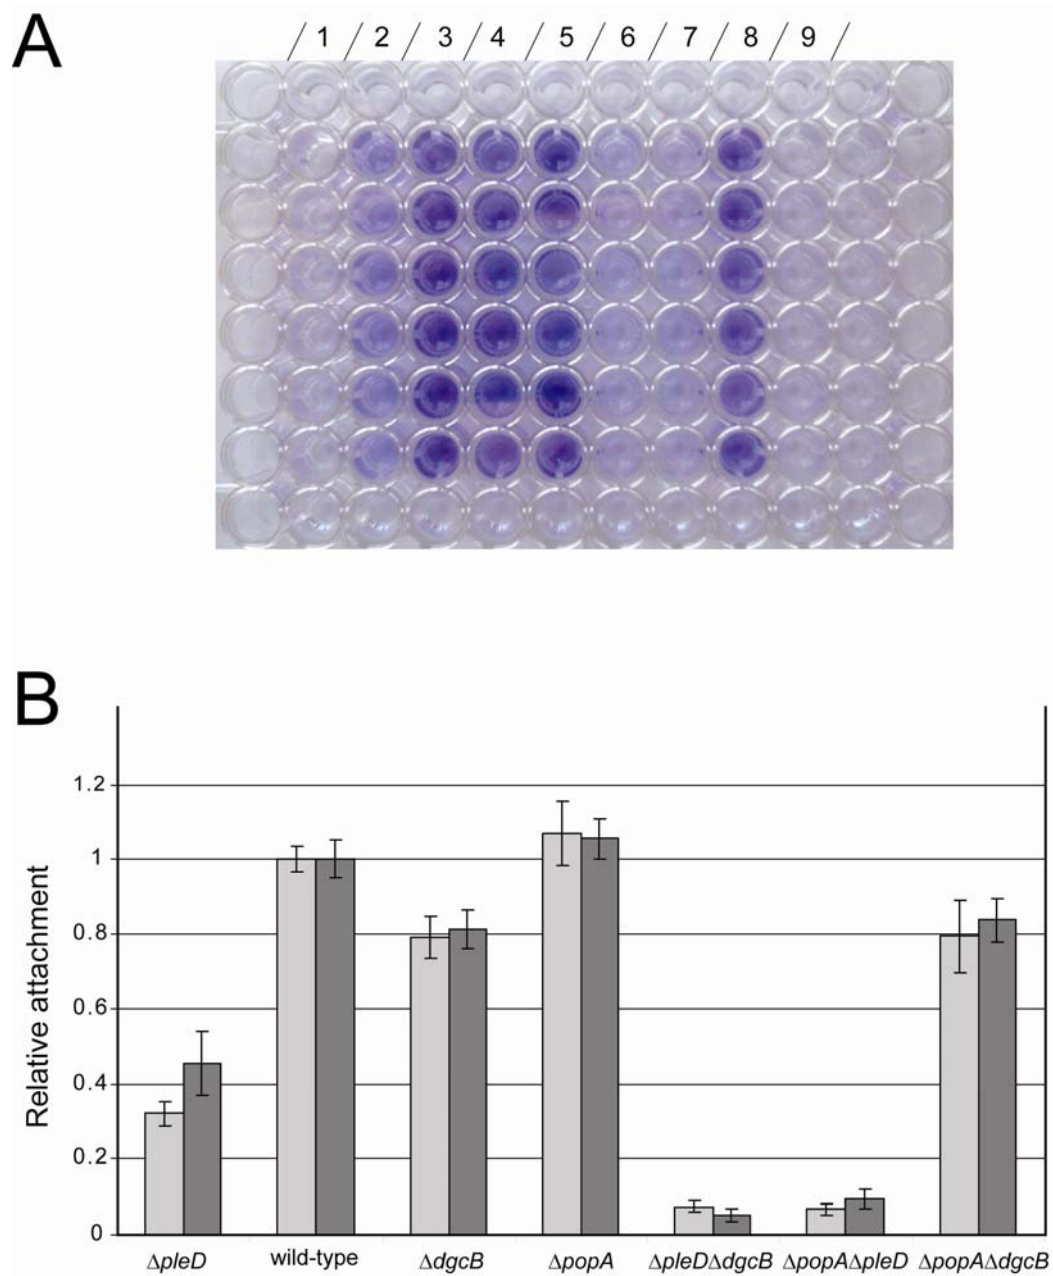 A
1 2 3 4 5 6 7 8 9
B
1.2
1
0.8
0.6
0.4
0.2
0
Relative attachment
ΔpleD wild-type ΔdgcB ΔpopA ΔpleDΔdgcB ΔpopAΔpleD ΔpopAΔdgcB